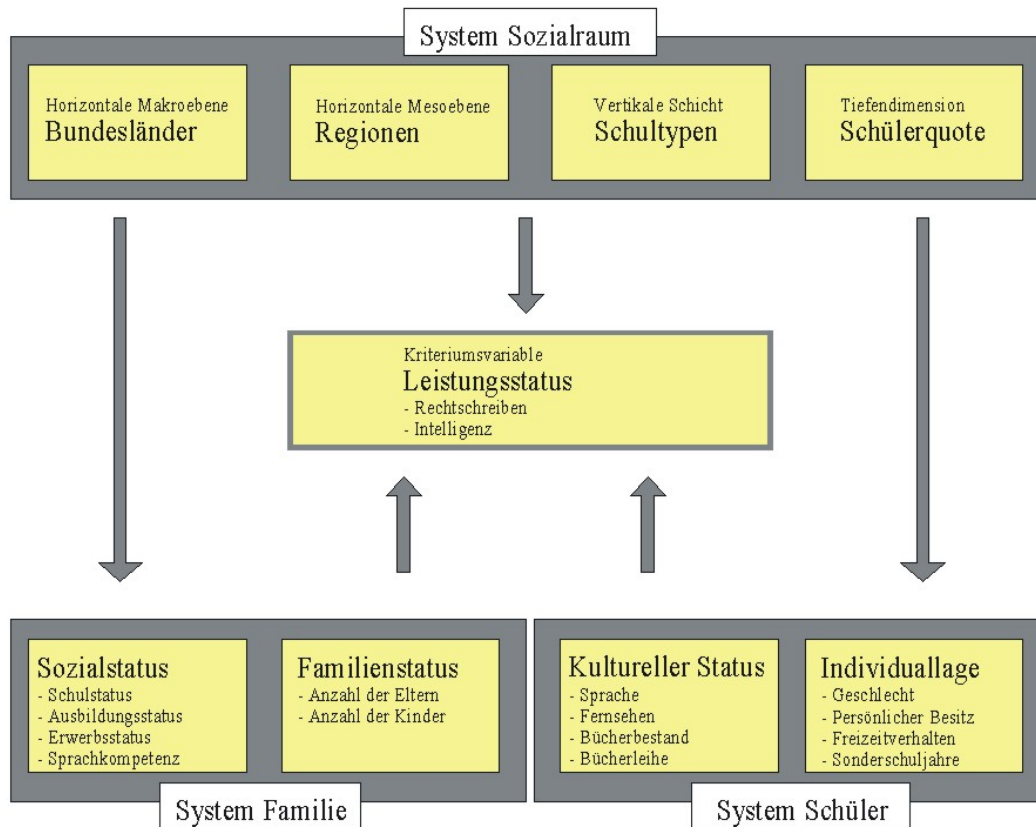 System Sozialraum
Horizontale Makroebene
Bundesländer
Horizontale Mesoebene
Regionen
Vertikale Schicht
Schultypen
Tiefendimension
Schülerquote
Kriteriumsvariable
Leistungsstatus
- Rechtschreiben
- Intelligenz
Sozialstatus
- Schulstatus
- Ausbildungsstatus
- Erwerbsstatus
- Sprachkompetenz
Familienstatus
- Anzahl der Eltern
- Anzahl der Kinder
System Familie
Kultureller Status
- Sprache
- Fernsehen
- Bücherbestand
- Bücherleihe
Individuallage
- Geschlecht
- Persönlicher Besitz
- Freizeitverhalten
- Sonderschuljahre
System Schüler